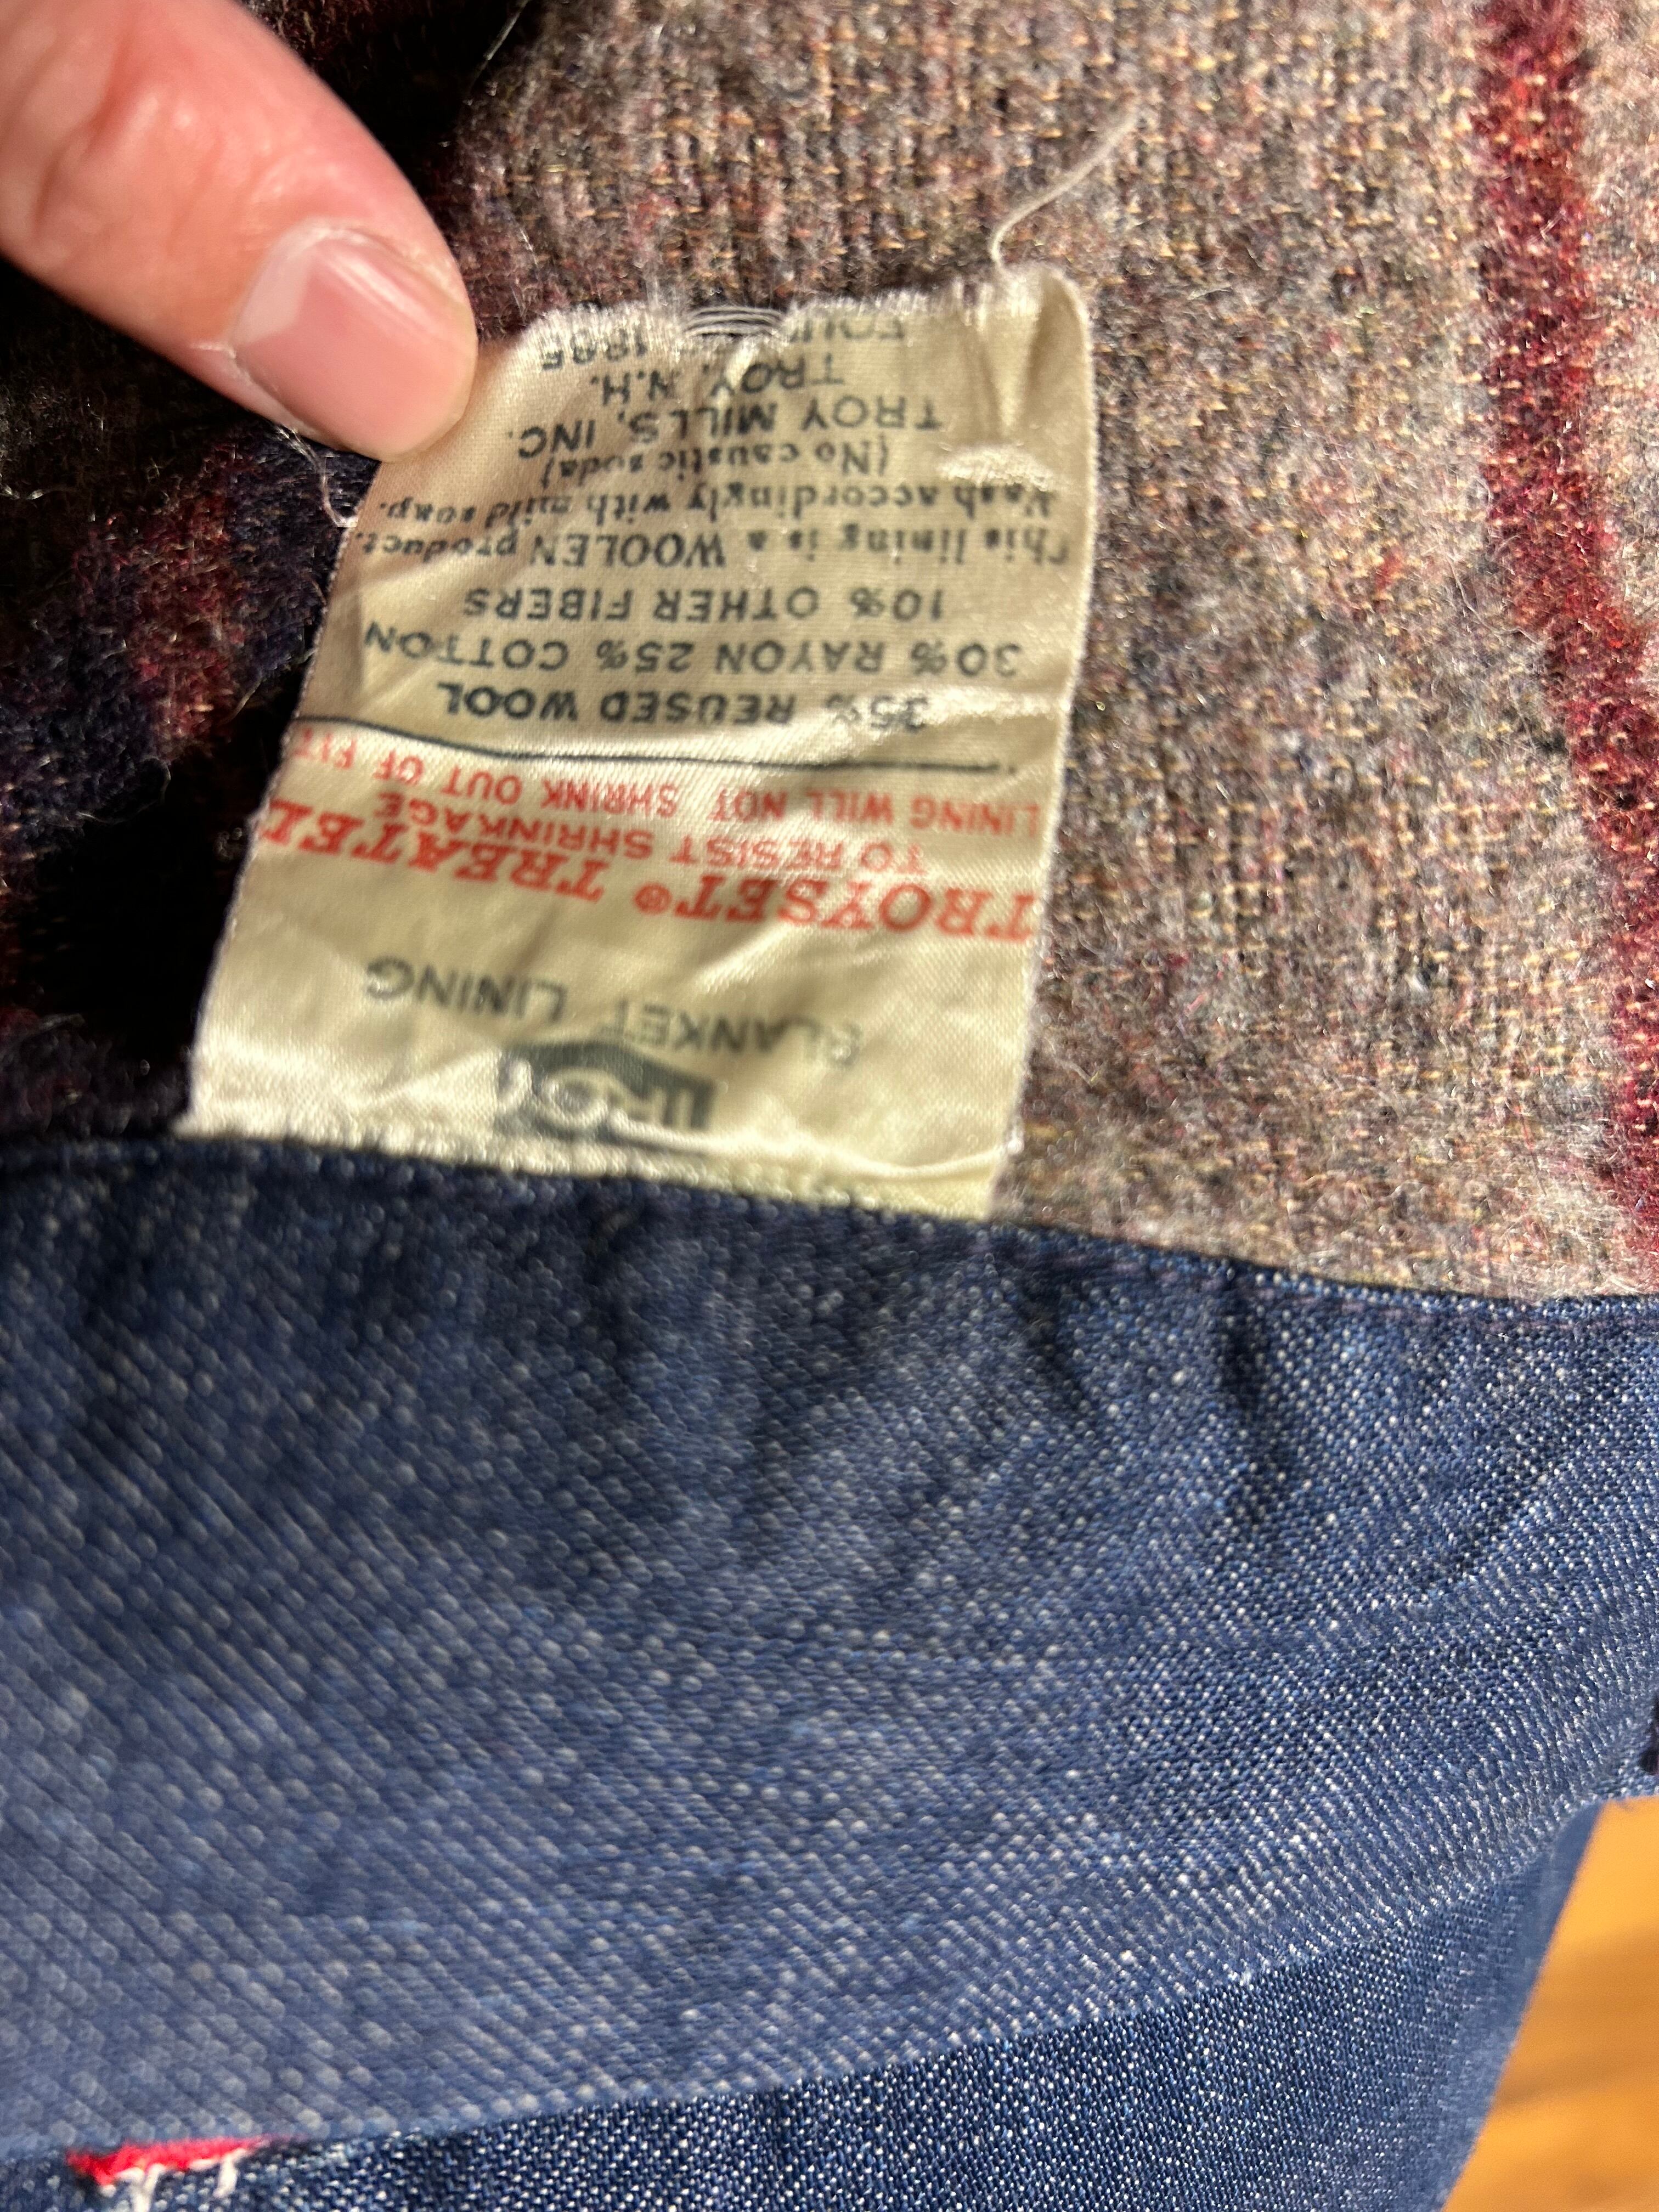 BLANKET LINING
TROYSET® TREATED
TO RESIST SHRINKAGE
LINING WILL NOT SHRINK OUT OF FIT
35% REUSED WOOL
30% RAYON 25% COTTON
10% OTHER FIBERS
This lining is a WOOLEN product.
Wash accordingly with mild soap.
(No caustic soda)
TROY MILLS, INC.
TROY, N.H.